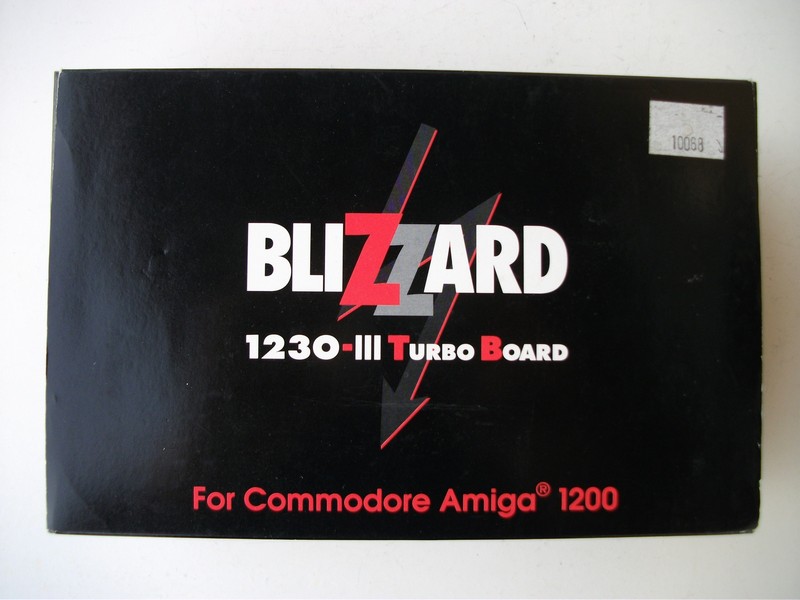 10068
BLIZZARD
1230-III TURBO BOARD
For Commodore Amiga® 1200